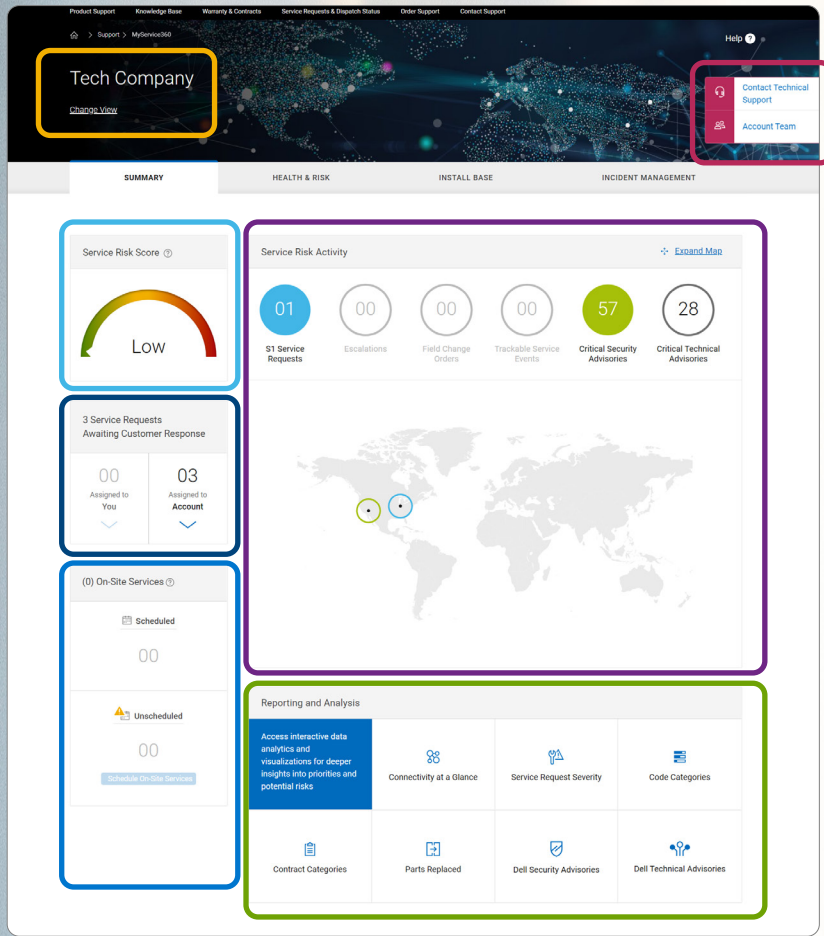 Product Support Knowledge Base Warranty & Contracts Service Requests & Dispatch Status Order Support Contact Support
> Support > MyService360
Help ?
Tech Company
Change View
Contact Technical
Support
Account Team
SUMMARY HEALTH & RISK INSTALL BASE INCIDENT MANAGEMENT
Service Risk Score ?
Low
3 Service Requests
Awaiting Customer Response
00
Assigned to
You
03
Assigned to
Account
(0) On-Site Services ?
Scheduled
00
Unscheduled
00
Schedule On-Site Services
Service Risk Activity
Expand Map
01
S1 Service
Requests
00
Escalations
00
Field Change
Orders
00
Trackable Service
Events
57
Critical Security
Advisories
28
Critical Technical
Advisories
Reporting and Analysis
Access interactive data
analytics and
visualizations for deeper
insights into priorities and
potential risks
Connectivity at a Glance
Service Request Severity
Code Categories
Contract Categories
Parts Replaced
Dell Security Advisories
Dell Technical Advisories